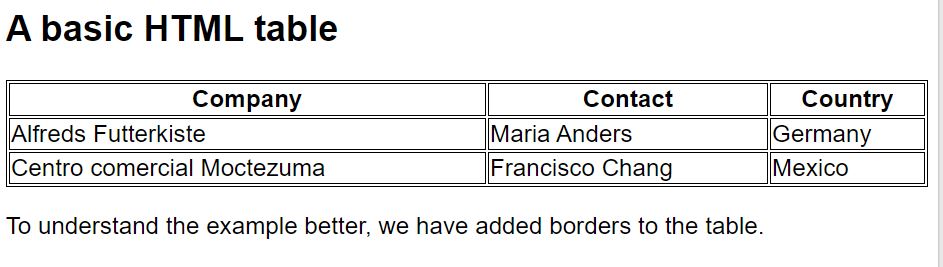 A basic HTML table
Company Contact Country
Alfreds Futterkiste Maria Anders Germany
Centro comercial Moctezuma Francisco Chang Mexico
To understand the example better, we have added borders to the table.